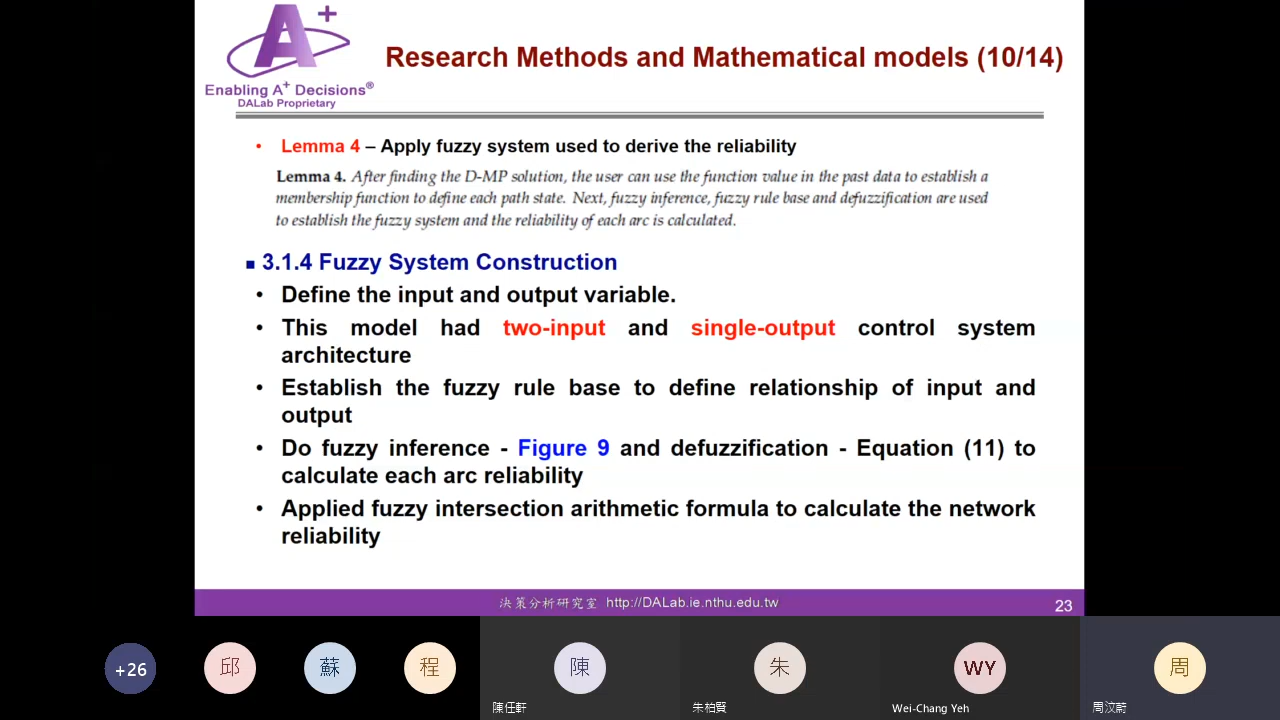 A+
Enabling A+ Decisions®
DALab Proprietary
Research Methods and Mathematical models (10/14)
• Lemma 4 – Apply fuzzy system used to derive the reliability
Lemma 4. After finding the D-MP solution, the user can use the function value in the past data to establish a
membership function to define each path state. Next, fuzzy inference, fuzzy rule base and defuzzification are used
to establish the fuzzy system and the reliability of each arc is calculated.
▪ 3.1.4 Fuzzy System Construction
• Define the input and output variable.
• This model had two-input and single-output control system
architecture
• Establish the fuzzy rule base to define relationship of input and
output
• Do fuzzy inference - Figure 9 and defuzzification - Equation (11) to
calculate each arc reliability
• Applied fuzzy intersection arithmetic formula to calculate the network
reliability
決策分析研究室 http://DALab.ie.nthu.edu.tw
23
+26
邱
蘇
程
陳
朱
WY
周
陳任軒
朱柏賢
Wei-Chang Yeh
周汶蔚